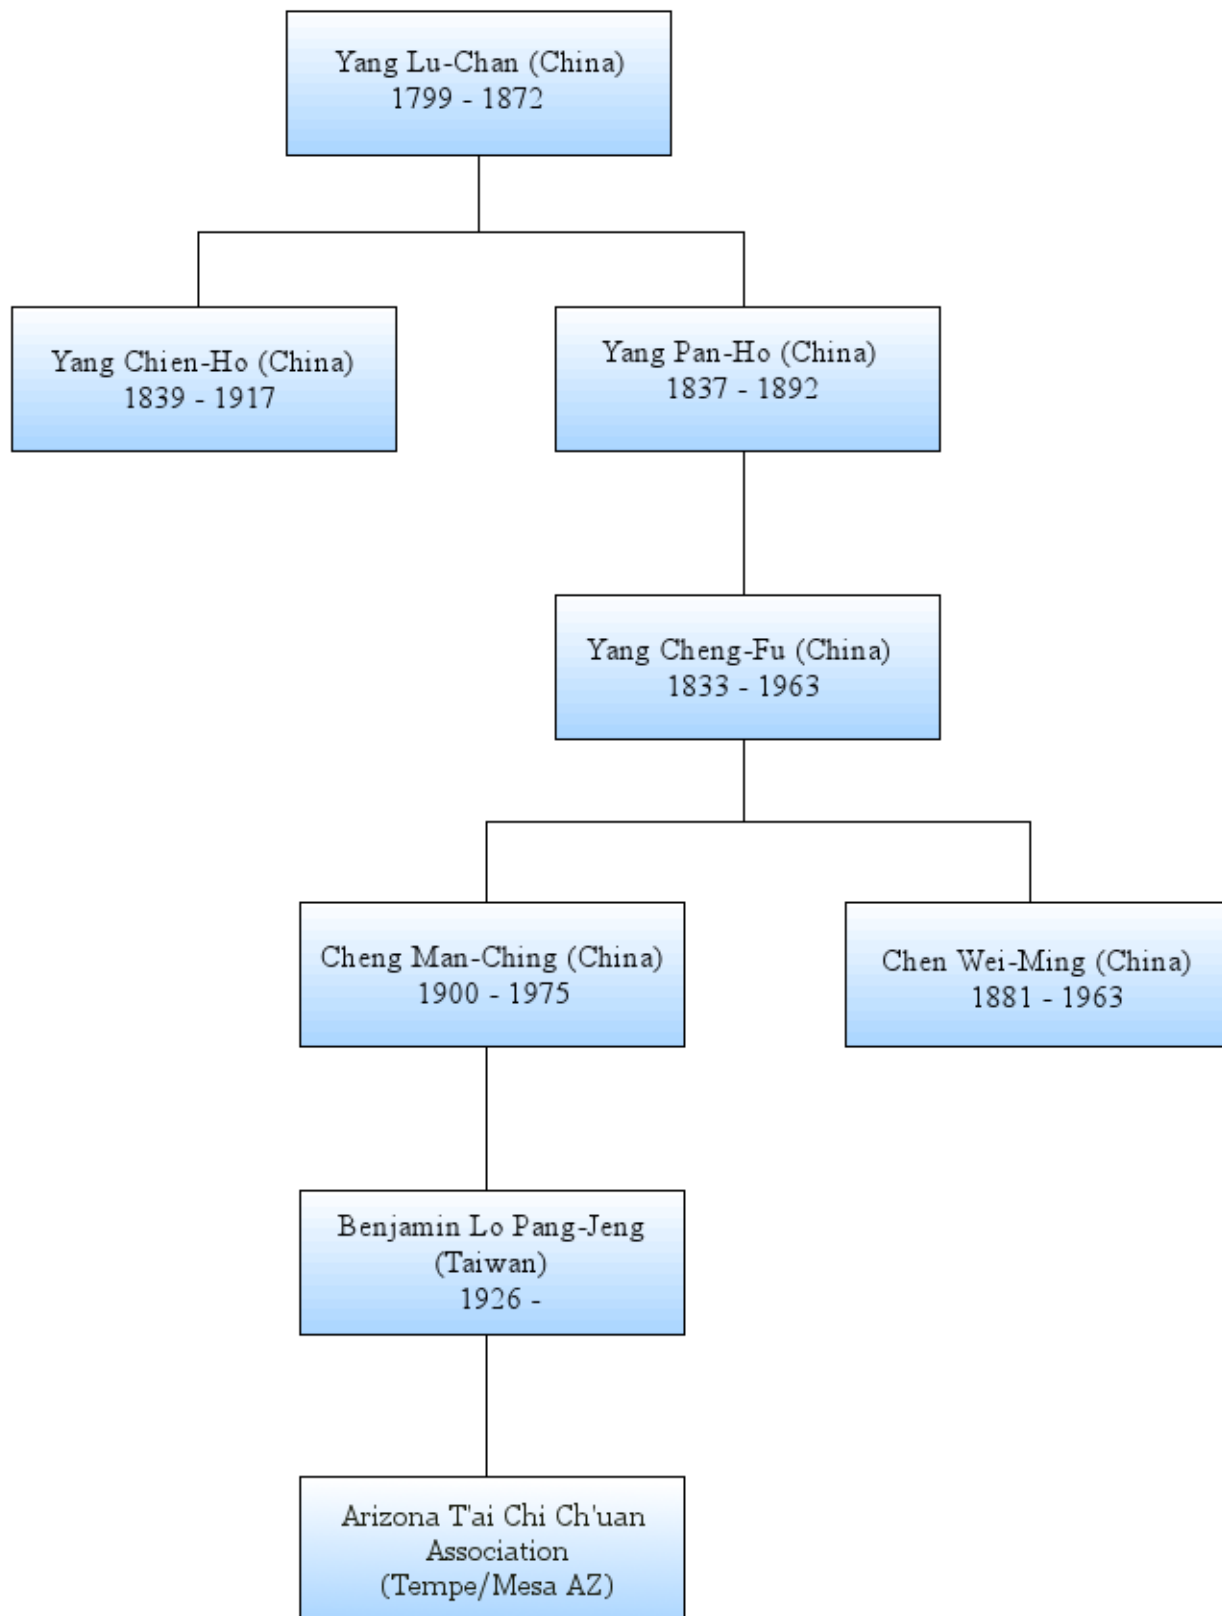 Yang Lu-Chan (China)
1799 - 1872
Yang Chien-Ho (China)
1839 - 1917
Yang Pan-Ho (China)
1837 - 1892
Yang Cheng-Fu (China)
1833 - 1963
Cheng Man-Ching (China)
1900 - 1975
Chen Wei-Ming (China)
1881 - 1963
Benjamin Lo Pang-Jeng
(Taiwan)
1926 -
Arizona T'ai Chi Ch'uan
Association
(Tempe/Mesa AZ)